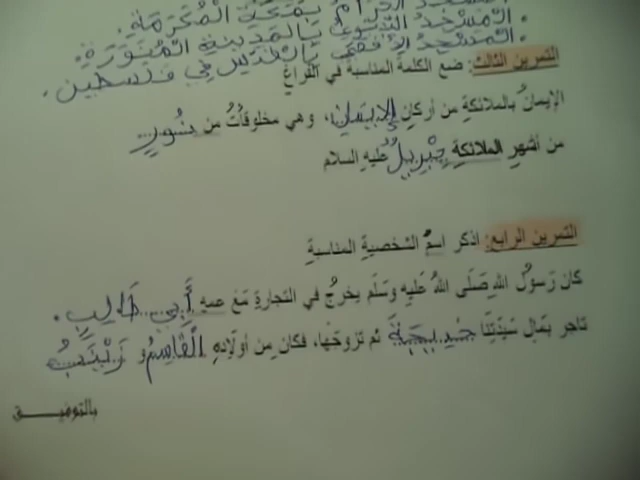 المسجد الحرام بمكة المكرمة.
. المسجد النبوي بالمدينة المنورة.
. المسجد الأقصى بالقدس في فلسطين
التمرين الثالث: ضع الكلمة المناسبة في الفراغ
الإيمان بالملائكة من أركان الإيمان، وهي مخلوقات من نور
من أشهر الملائكة جبريل عليه السلام
التمرين الرابع: اذكر اسم الشخصية المناسبة
كان رسول الله صلى الله عليه وسلم يخرج في التجارة مع عمه أبي طالب.
تاجر بمال سيدتنا خديجة ثم تزوجها، فكان من أولاده القاسم و زينب
بالتوفيق